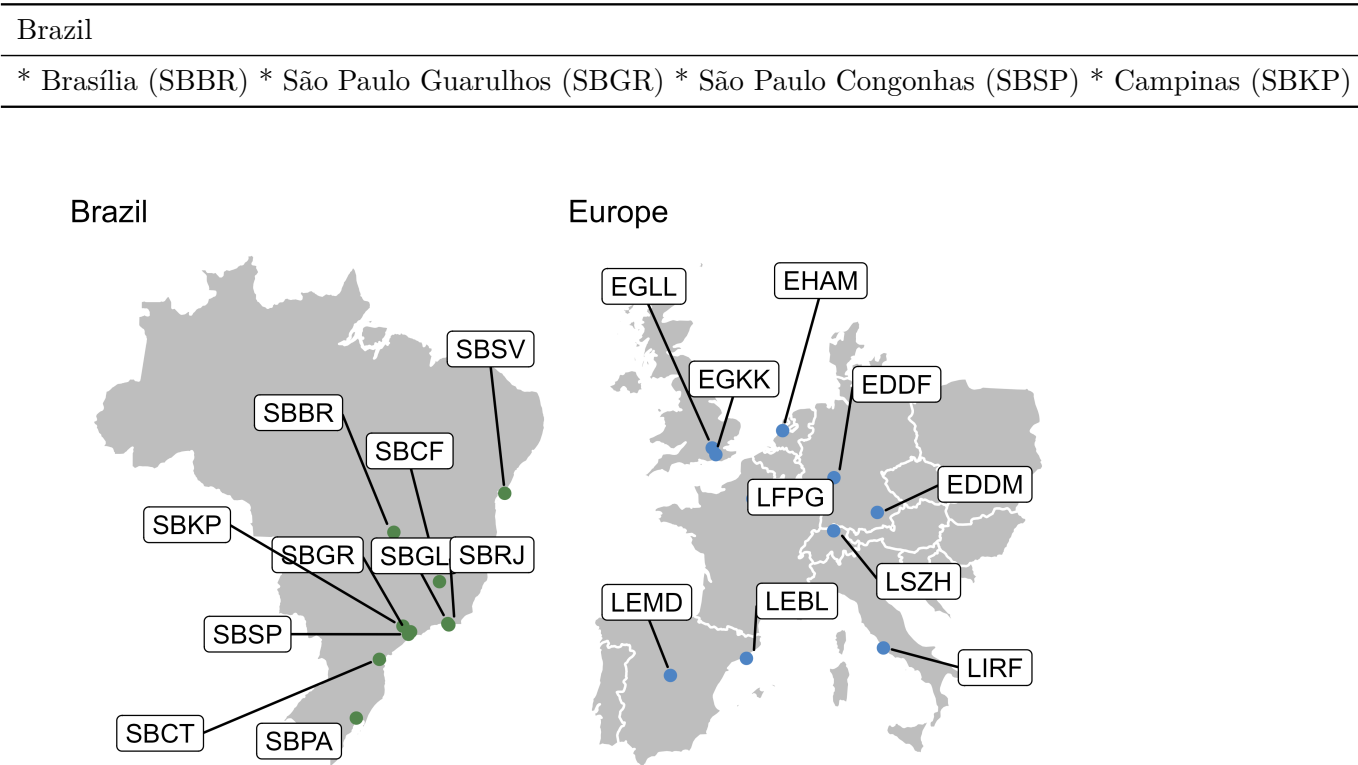 Brazil
* Brasília (SBBR) * São Paulo Guarulhos (SBGR) * São Paulo Congonhas (SBSP) * Campinas (SBKP)
Brazil
SBSV
SBBR
SBCF
SBKP
SBGR
SBGL
SBRJ
SBSP
SBCT
SBPA
Europe
EGLL
EHAM
EGKK
EDDF
LFPG
EDDM
LSZH
LEMD
LEBL
LIRF